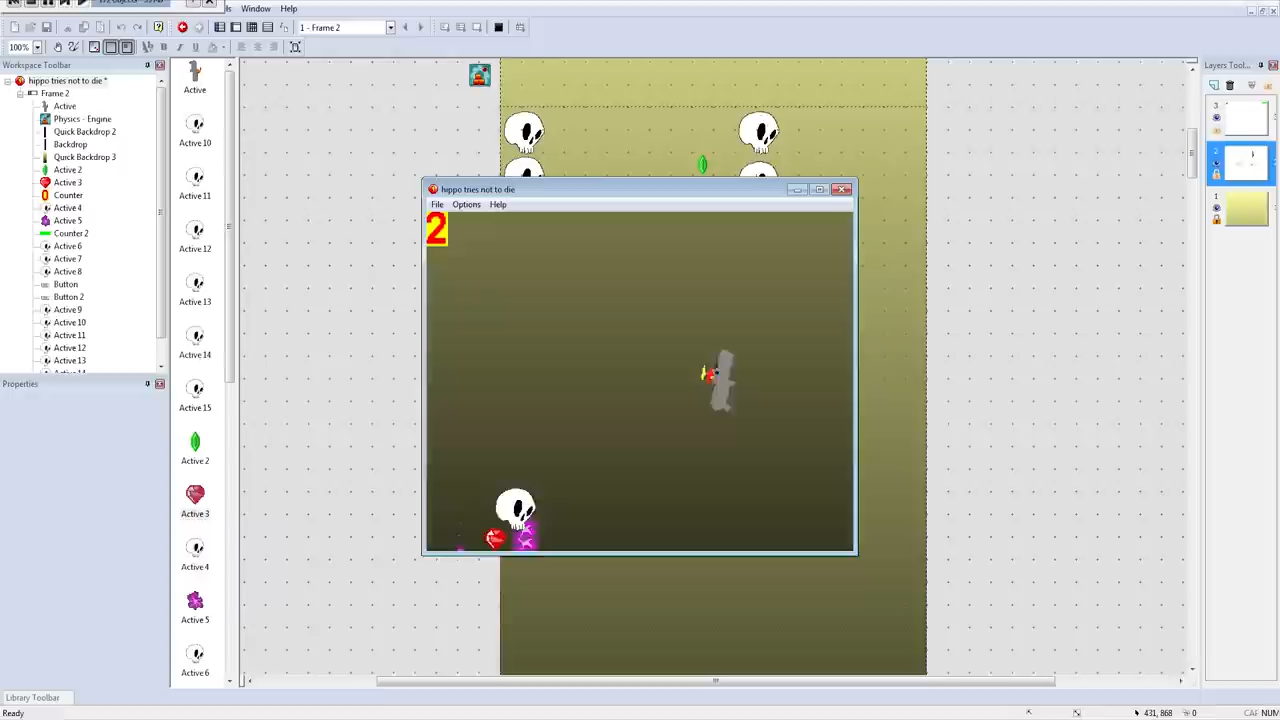 Window Help
1 - Frame 2
100%
Workspace Toolbar
hippo tries not to die *
Frame 2
Active
Physics - Engine
Quick Backdrop 2
Backdrop
Quick Backdrop 3
Active 2
Active 3
Counter
Active 4
Active 5
Counter 2
Active 6
Active 7
Active 8
Button
Button 2
Active 9
Active 10
Active 11
Active 12
Active 13
Properties
Active
Active 10
Active 11
Active 12
Active 13
Active 14
Active 15
Active 2
Active 3
Active 4
Active 5
Active 6
hippo tries not to die
File Options Help
2
Layers Tool...
3
2
1
Library Toolbar
Ready
431, 868
0
CAF NUM